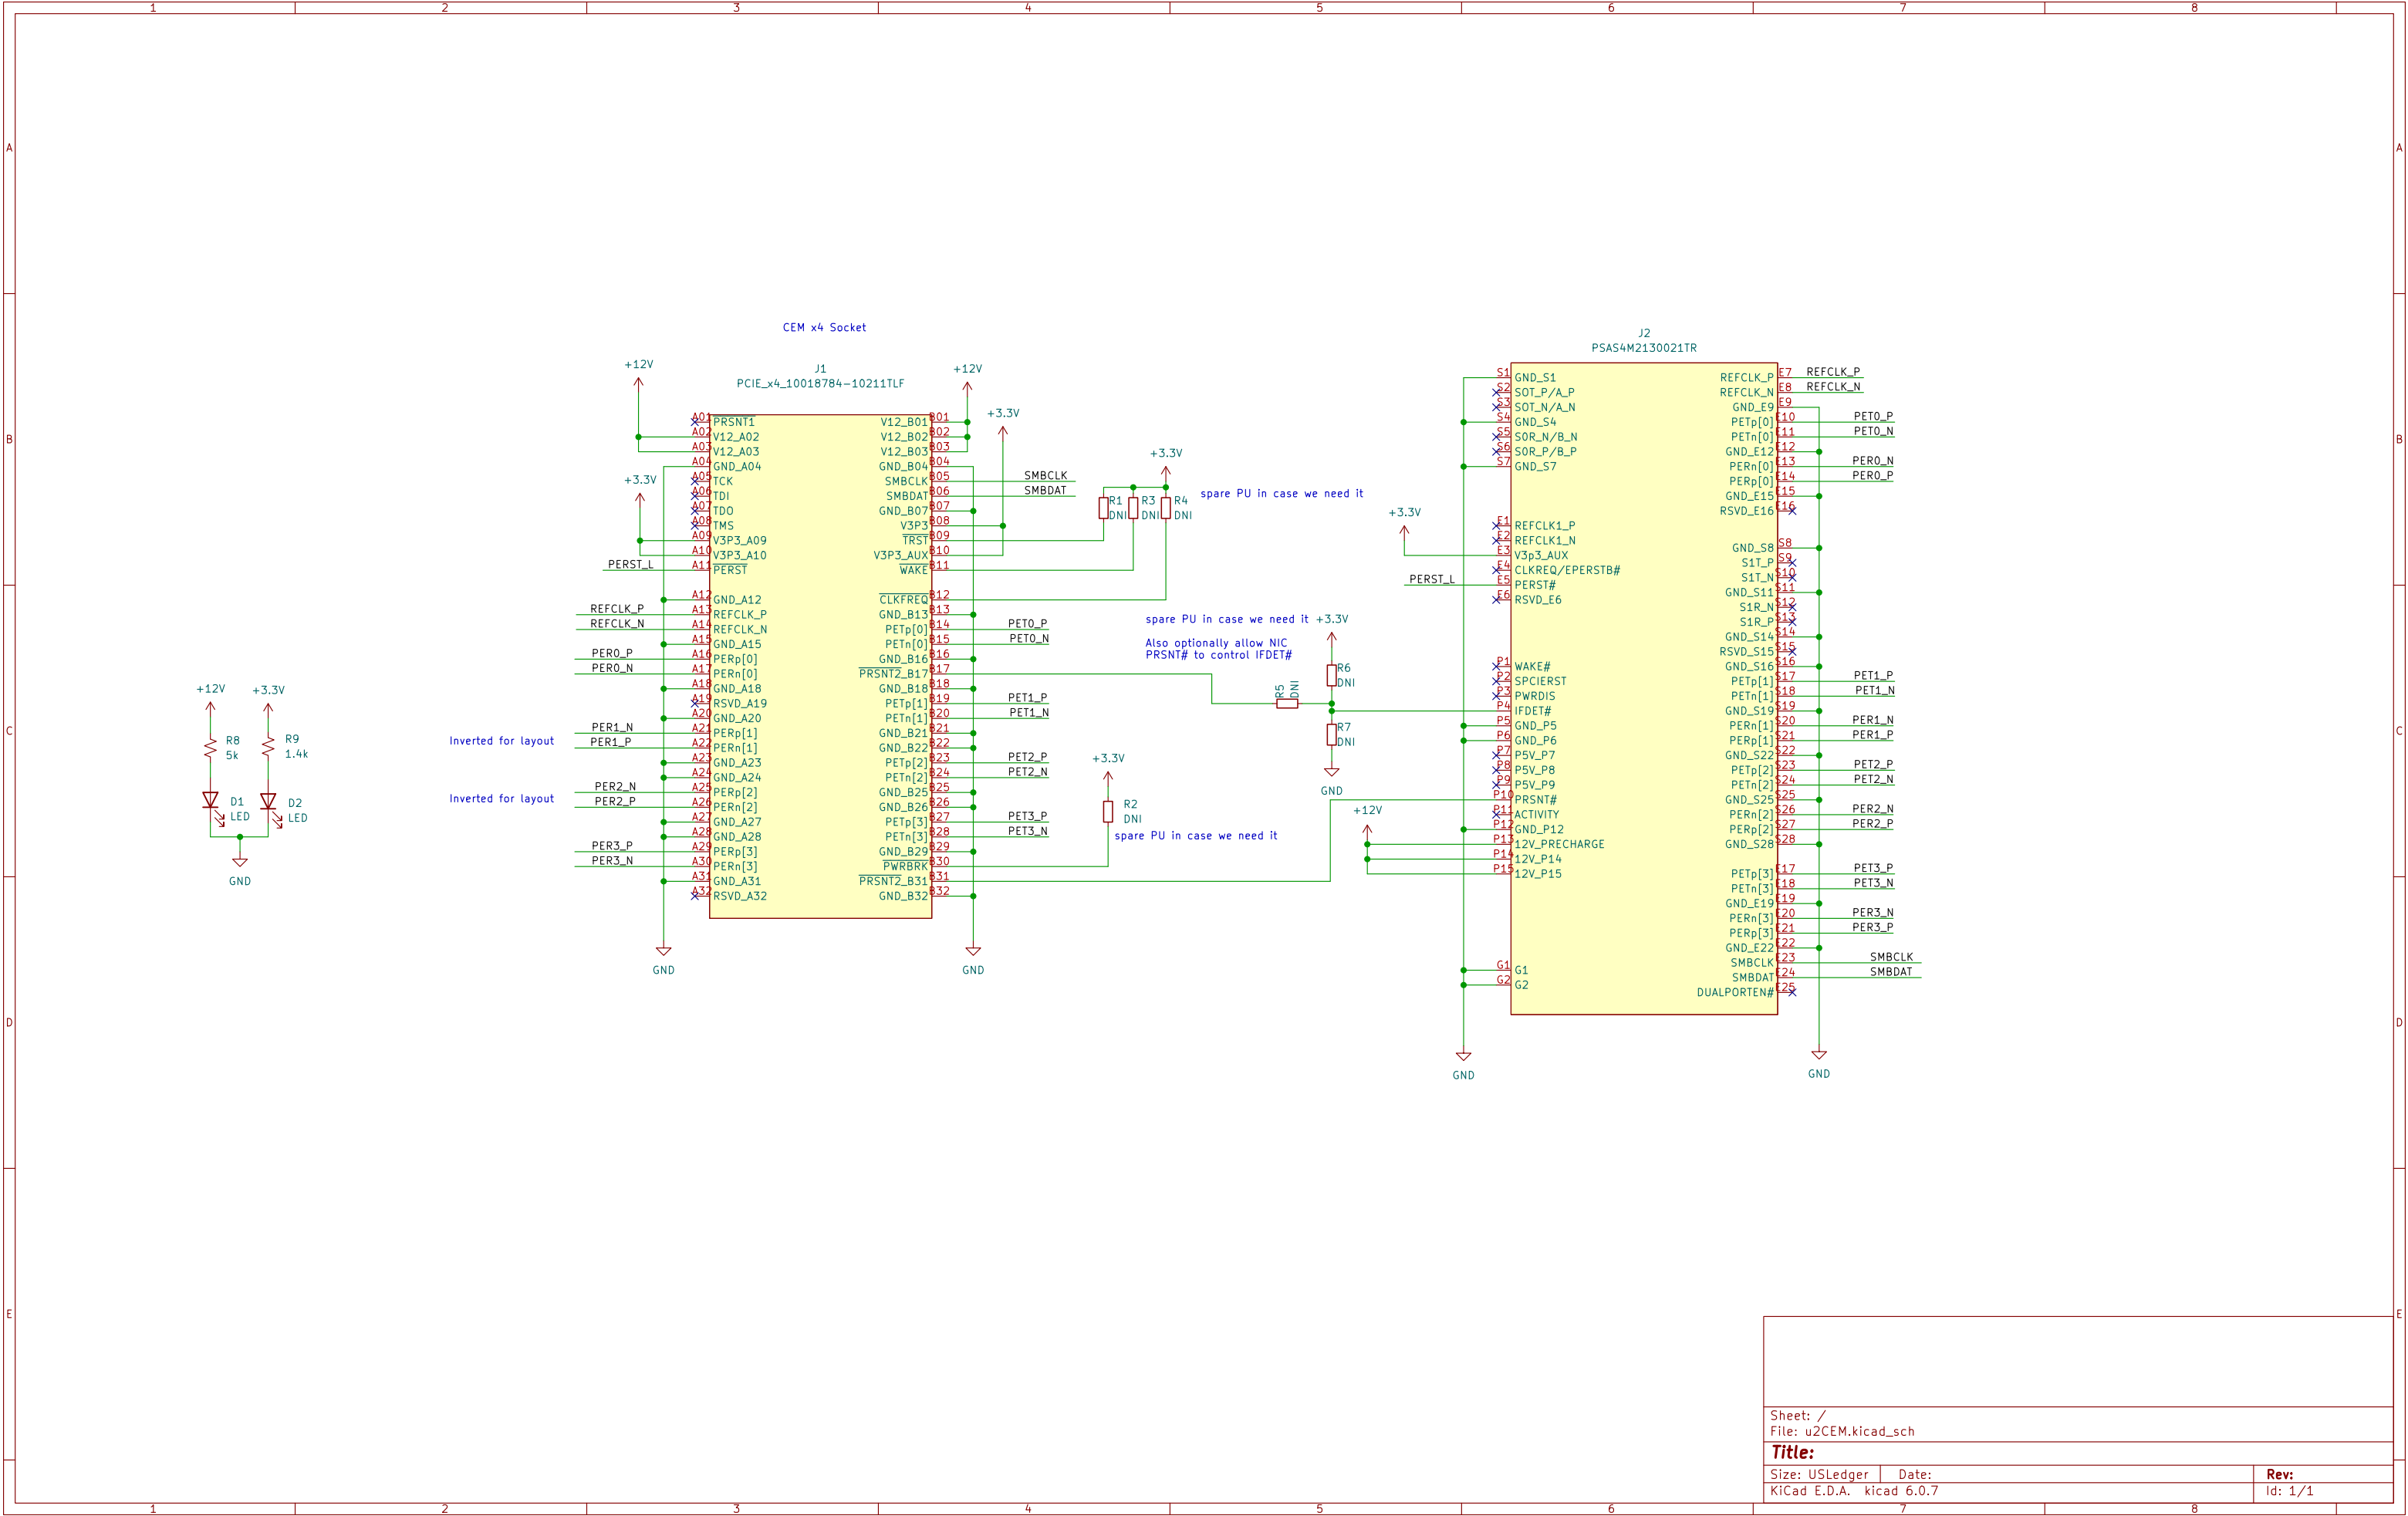 1 2 3 4 5 6 7 8
A A
B B
C C
D D
E E
CEM x4 Socket
J1
PCIE_x4_10018784-10211TLF
+12V
+12V
+3.3V
+3.3V
A01 PRSNT1
A02 V12_A02
A03 V12_A03
A04 GND_A04
A05 TCK
A06 TDI
A07 TDO
A08 TMS
A09 V3P3_A09
A10 V3P3_A10
PERST_L A11 PERST
A12 GND_A12
REFCLK_P A13 REFCLK_P
REFCLK_N A14 REFCLK_N
A15 GND_A15
PER0_P A16 PERp[0]
PER0_N A17 PERn[0]
A18 GND_A18
A19 RSVD_A19
A20 GND_A20
PER1_N A21 PERp[1]
Inverted for layout
PER1_P A22 PERn[1]
A23 GND_A23
A24 GND_A24
PER2_N A25 PERp[2]
Inverted for layout
PER2_P A26 PERn[2]
A27 GND_A27
A28 GND_A28
PER3_P A29 PERp[3]
PER3_N A30 PERn[3]
A31 GND_A31
A32 RSVD_A32
GND
V12_B01 B01
V12_B02 B02
V12_B03 B03
GND_B04 B04
SMBCLK B05 SMBCLK
SMBDAT B06 SMBDAT
GND_B07 B07
V3P3 B08
TRST B09
V3P3_AUX B10
WAKE B11
CLKFREQ B12
GND_B13 B13
PETp[0] B14 PET0_P
PETn[0] B15 PET0_N
GND_B16 B16
PRSNT2_B17 B17
GND_B18 B18
PETp[1] B19 PET1_P
PETn[1] B20 PET1_N
GND_B21 B21
GND_B22 B22
PETp[2] B23 PET2_P
PETn[2] B24 PET2_N
GND_B25 B25
GND_B26 B26
PETp[3] B27 PET3_P
PETn[3] B28 PET3_N
GND_B29 B29
PWRBRK B30
PRSNT2_B31 B31
GND_B32 B32
GND
+3.3V
R1 R3 R4
DNI DNI DNI
spare PU in case we need it
spare PU in case we need it
+3.3V
Also optionally allow NIC
PRSNT# to control IFDET#
R5
DNI
R6
DNI
R7
DNI
GND
+3.3V
R2
DNI
spare PU in case we need it
+12V +3.3V
R8
5k
R9
1.4k
D1
LED
D2
LED
GND
J2
PSAS4M2130021TR
S1 GND_S1
S2 SOT_P/A_P
S3 SOT_N/A_N
S4 GND_S4
S5 S0R_N/B_N
S6 S0R_P/B_P
S7 GND_S7
+3.3V
E1 REFCLK1_P
E2 REFCLK1_N
E3 V3p3_AUX
E4 CLKREQ/EPERSTB#
PERST_L E5 PERST#
E6 RSVD_E6
P1 WAKE#
P2 SPCIERST
P3 PWRDIS
P4 IFDET#
P5 GND_P5
P6 GND_P6
P7 P5V_P7
P8 P5V_P8
P9 P5V_P9
P10 PRSNT#
P11 ACTIVITY
P12 GND_P12
+12V
P13 12V_PRECHARGE
P14 12V_P14
P15 12V_P15
G1 G1
G2 G2
GND
REFCLK_P E7 REFCLK_P
REFCLK_N E8 REFCLK_N
GND_E9 E9
PETp[0] E10 PET0_P
PETn[0] E11 PET0_N
GND_E12 E12
PERn[0] E13 PER0_N
PERp[0] E14 PER0_P
GND_E15 E15
RSVD_E16 E16
GND_S8 S8
S1T_P S9
S1T_N S10
GND_S11 S11
S1R_N S12
S1R_P S13
GND_S14 S14
RSVD_S15 S15
GND_S16 S16
PETp[1] S17 PET1_P
PETn[1] S18 PET1_N
GND_S19 S19
PERn[1] S20 PER1_N
PERp[1] S21 PER1_P
GND_S22 S22
PETp[2] S23 PET2_P
PETn[2] S24 PET2_N
GND_S25 S25
PERn[2] S26 PER2_N
PERp[2] S27 PER2_P
GND_S28 S28
PETp[3] E17 PET3_P
PETn[3] E18 PET3_N
GND_E19 E19
PERn[3] E20 PER3_N
PERp[3] E21 PER3_P
GND_E22 E22
SMBCLK E23 SMBCLK
SMBDAT E24 SMBDAT
DUALPORTEN# E25
GND
Sheet: /
File: u2CEM.kicad_sch
Title:
Size: USLedger Date: Rev:
KiCad E.D.A. kicad 6.0.7 Id: 1/1
1 2 3 4 5 6 7 8